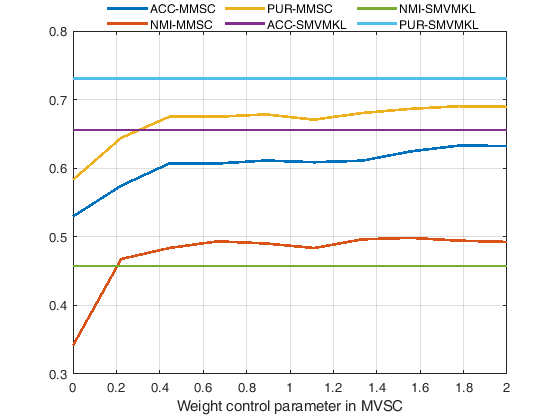 ACC-MMSC PUR-MMSC NMI-SMVMKL
NMI-MMSC ACC-SMVMKL PUR-SMVMKL
0.8
0.7
0.6
0.5
0.4
0.3
0 0.2 0.4 0.6 0.8 1 1.2 1.4 1.6 1.8 2
Weight control parameter in MVSC